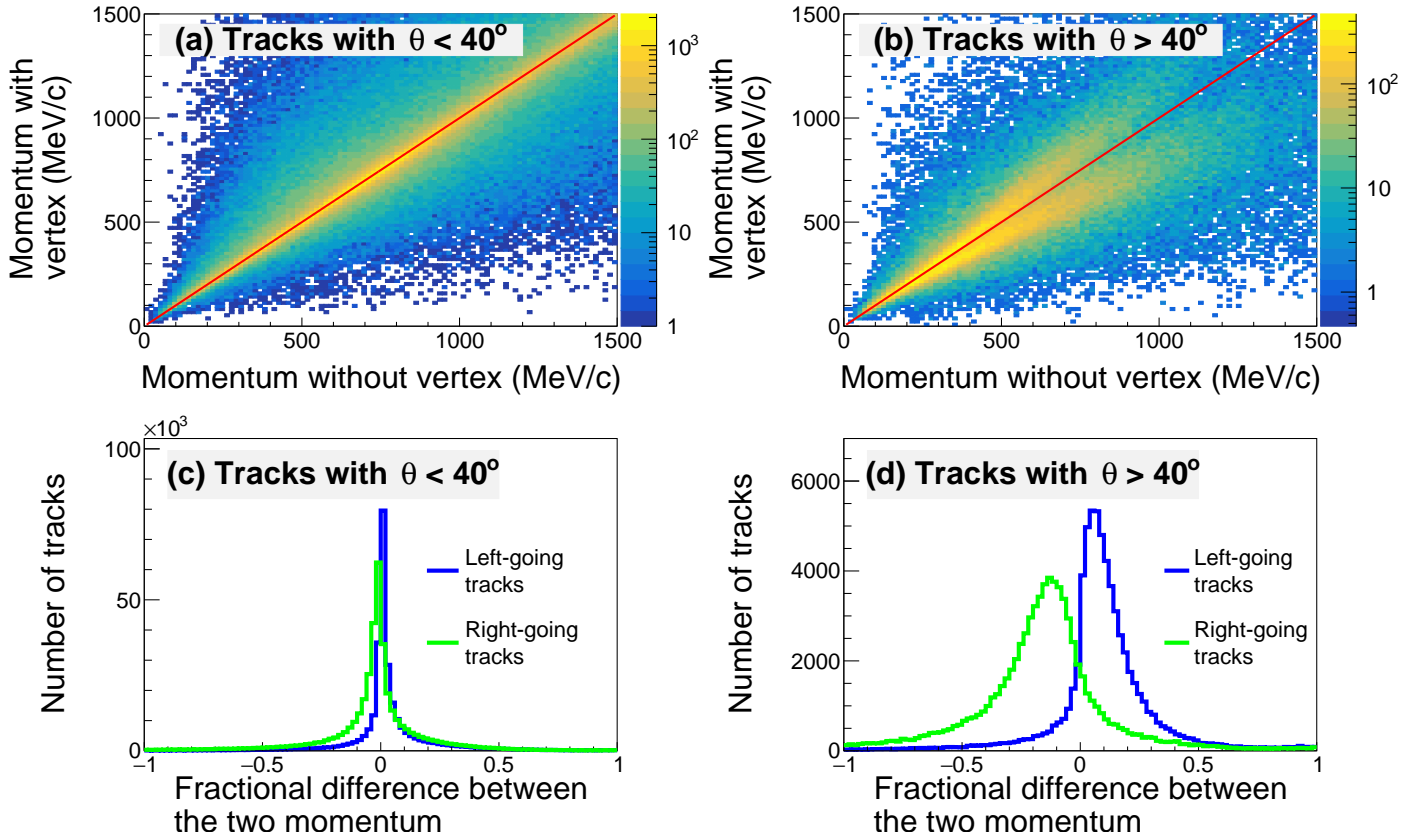 (a) Tracks with θ < 40°
Momentum with
vertex (MeV/c)
1500
1000
500
0
0 500 1000 1500
10³
10²
10
1
Momentum without vertex (MeV/c)
(b) Tracks with θ > 40°
Momentum with
vertex (MeV/c)
1500
1000
500
0
0 500 1000 1500
10²
10
1
Momentum without vertex (MeV/c)
×10³
(c) Tracks with θ < 40°
Number of tracks
100
50
0
Left-going
tracks
Right-going
tracks
−1 −0.5 0 0.5 1
Fractional difference between
the two momentum
(d) Tracks with θ > 40°
Number of tracks
6000
4000
2000
0
Left-going
tracks
Right-going
tracks
−1 −0.5 0 0.5 1
Fractional difference between
the two momentum